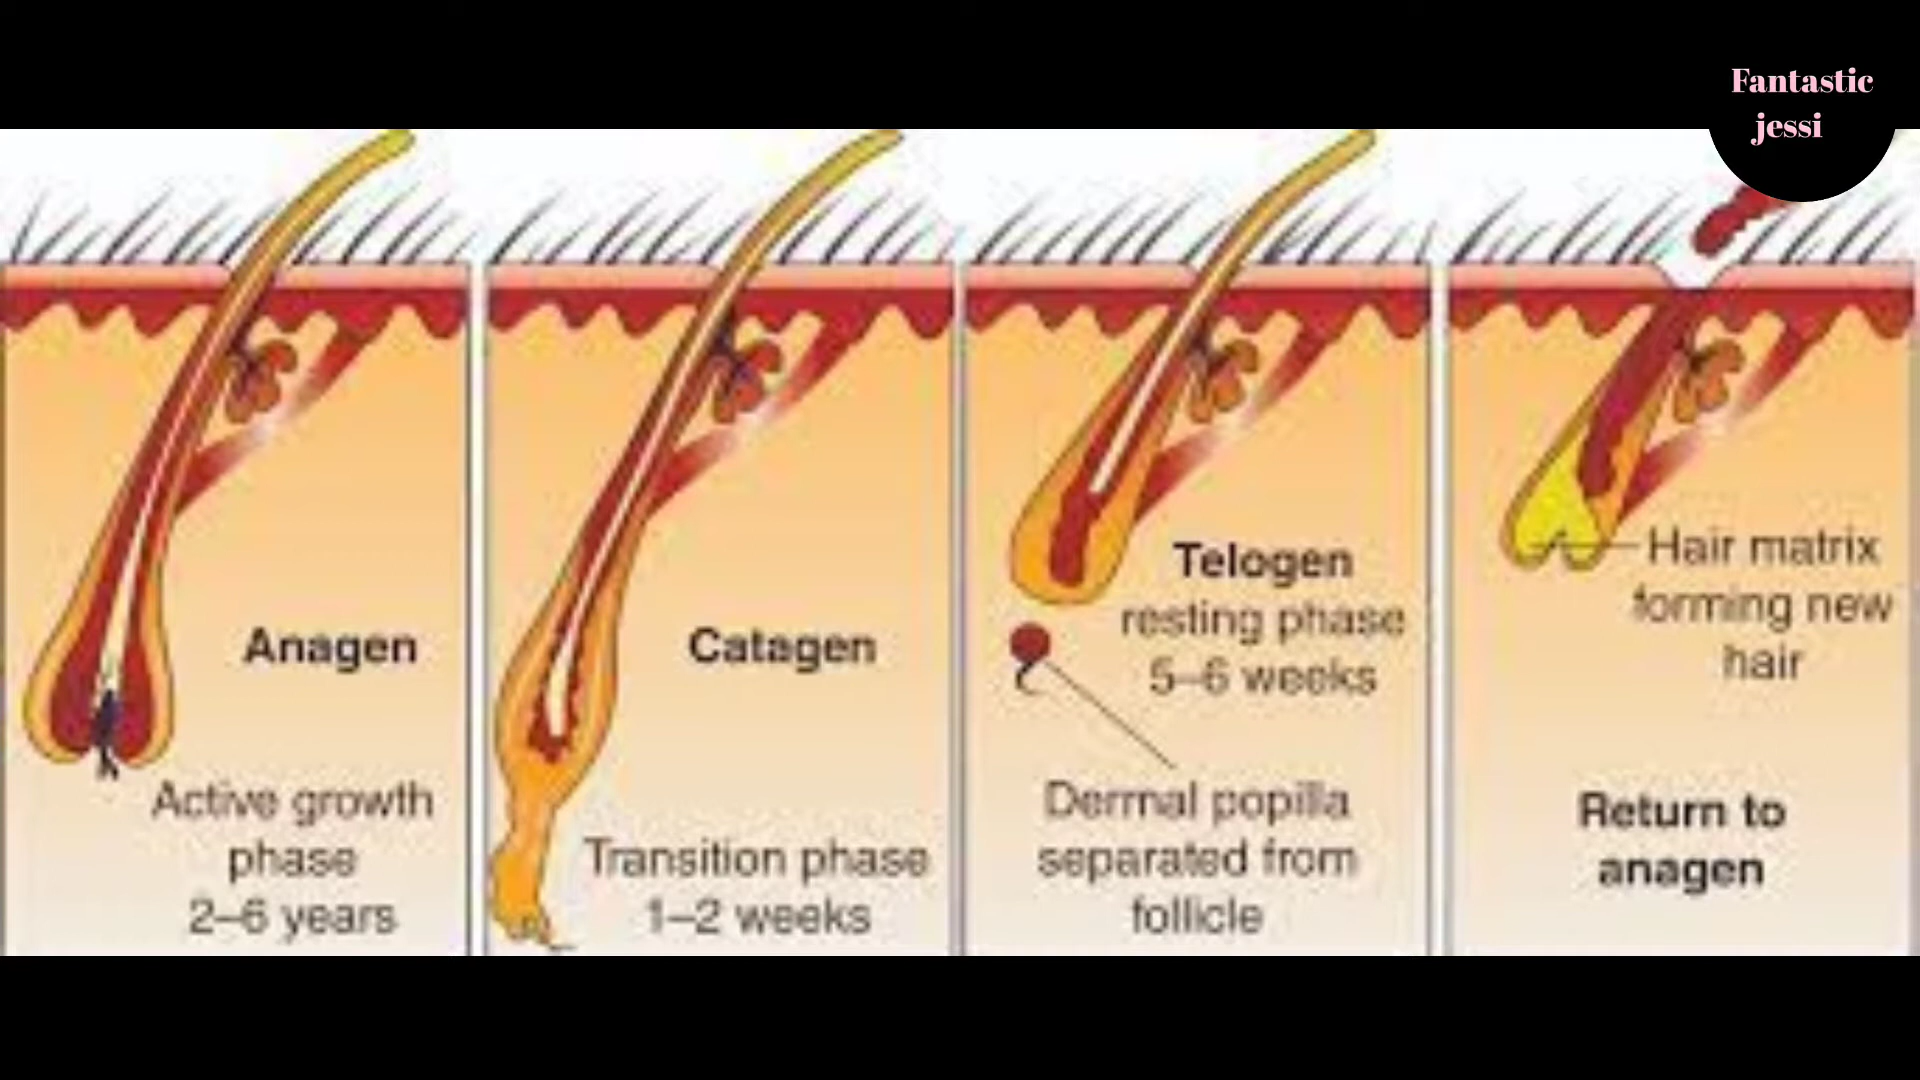 Fantastic
jessi
Anagen
Active growth
phase
2–6 years
Catagen
Transition phase
1–2 weeks
Telogen
resting phase
5–6 weeks
Dermal popilla
separated from
follicle
Hair matrix
forming new
hair
Return to
anagen